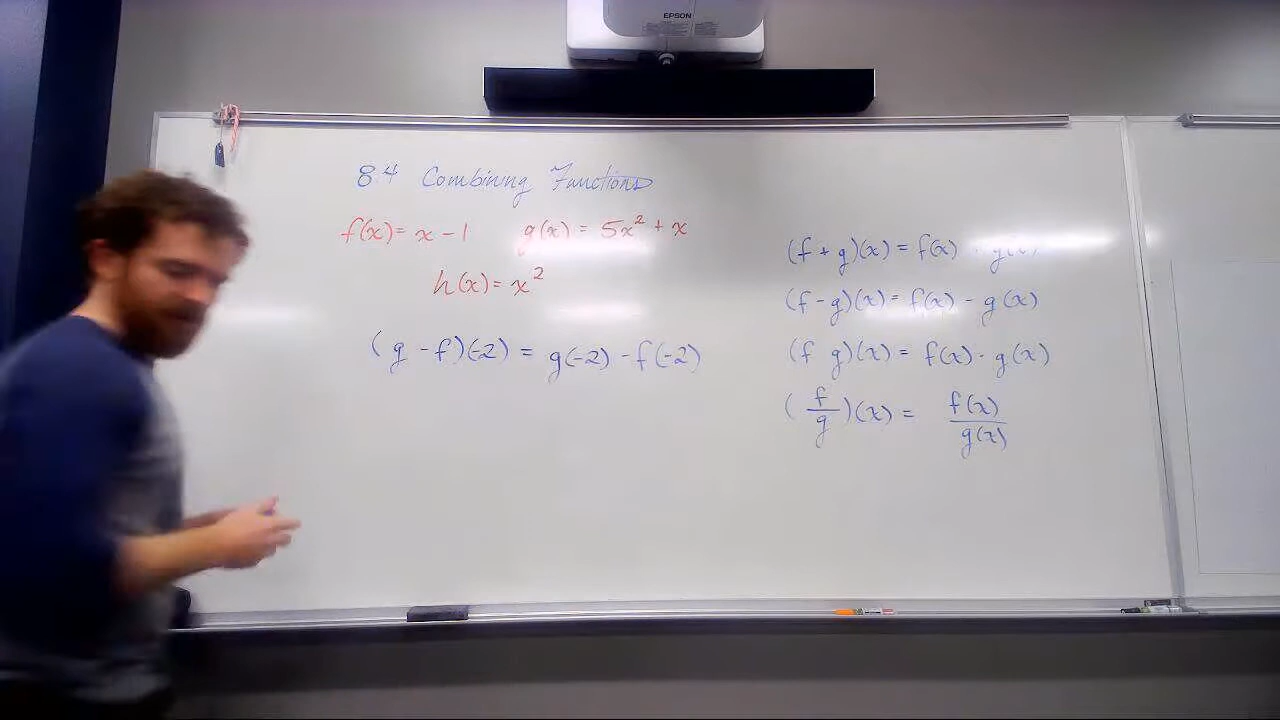 EPSON
8.4 Combining Functions
f(x) = x - 1 g(x) = 5x² + x
h(x) = x²
(g - f)(-2) = g(-2) - f(-2)
(f + g)(x) = f(x) g(x)
(f - g)(x) = f(x) - g(x)
(f g)(x) = f(x) · g(x)
(f/g)(x) = f(x)/g(x)